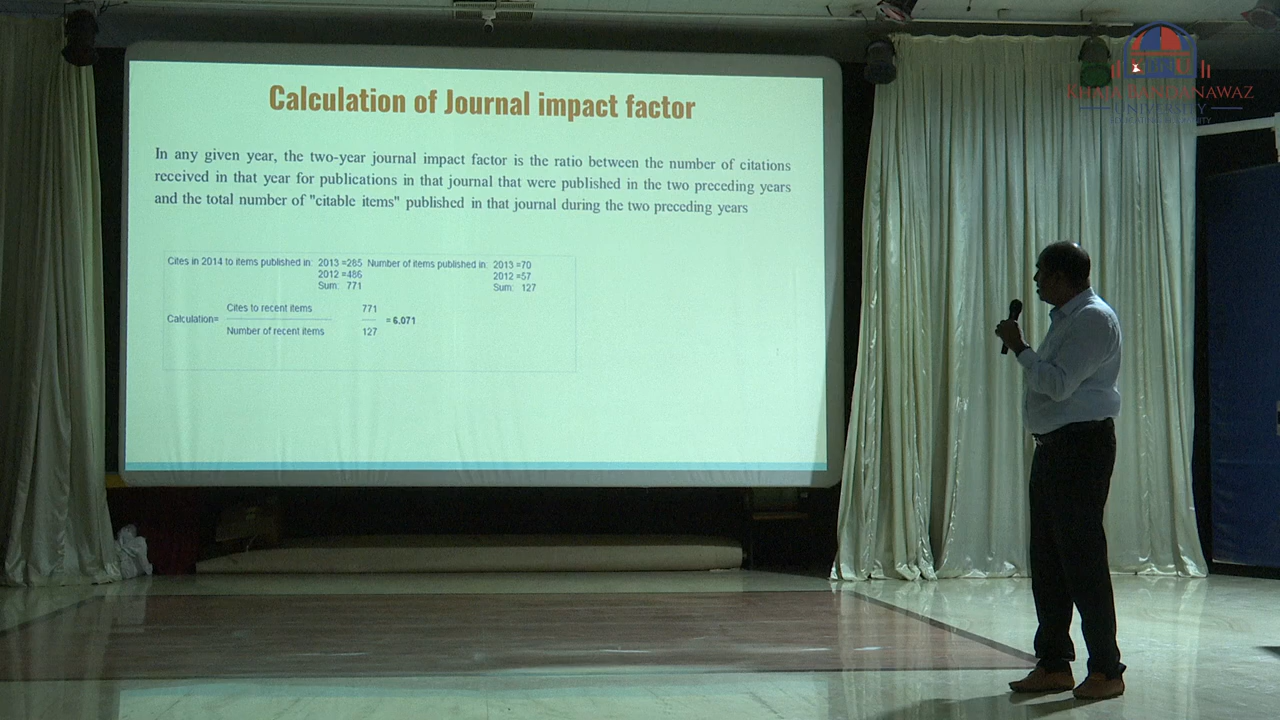 Calculation of Journal impact factor
In any given year, the two-year journal impact factor is the ratio between the number of citations
received in that year for publications in that journal that were published in the two preceding years
and the total number of "citable items" published in that journal during the two preceding years
Cites in 2014 to items published in: 2013 =285 Number of items published in: 2013 =70
2012 =486 2012 =57
Sum: 771 Sum: 127
Cites to recent items 771
Calculation= = 6.071
Number of recent items 127
KHAJA BANDANAWAZ
UNIVERSITY